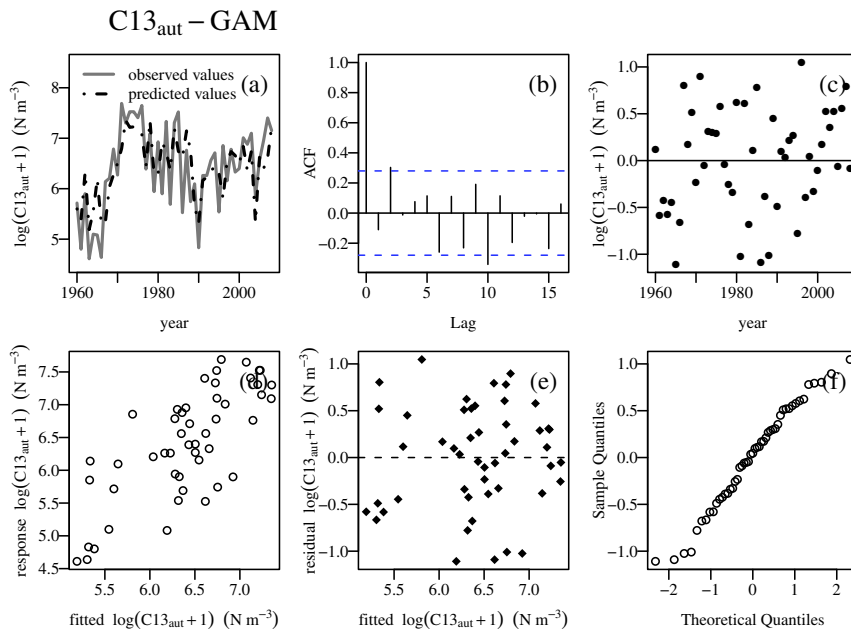 C13aut – GAM
(a)
observed values
predicted values
log(C13aut + 1) (N m⁻³)
8
7
6
5
1960 1980 2000
year
(b)
ACF
1.0
0.8
0.6
0.4
0.2
0.0
−0.2
0 5 10 15
Lag
(c)
log(C13aut + 1) (N m⁻³)
1.0
0.5
0.0
−0.5
−1.0
1960 1980 2000
year
(d)
response log(C13aut + 1) (N m⁻³)
7.5
7.0
6.5
6.0
5.5
5.0
4.5
5.5 6.0 6.5 7.0
fitted log(C13aut + 1) (N m⁻³)
(e)
residual log(C13aut + 1) (N m⁻³)
1.0
0.5
0.0
−0.5
−1.0
5.5 6.0 6.5 7.0
fitted log(C13aut + 1) (N m⁻³)
(f)
Sample Quantiles
1.0
0.5
0.0
−0.5
−1.0
−2 −1 0 1 2
Theoretical Quantiles